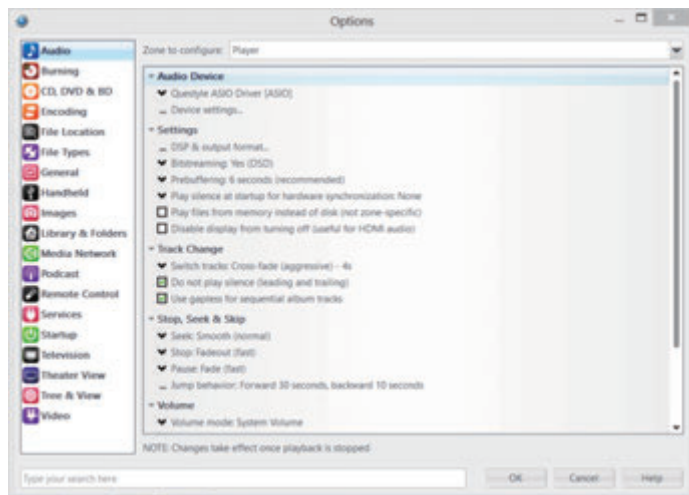 Options
Audio
Burning
CD, DVD & BD
Encoding
File Location
File Types
General
Handheld
Images
Library & Folders
Media Network
Podcast
Remote Control
Services
Startup
Television
Theater View
Tree & View
Video
Zone to configure: Player
Audio Device
Questyle ASIO Driver [ASIO]
Device settings...
Settings
DSP & output format...
Bitstreaming: Yes (DSD)
Prebuffering: 6 seconds (recommended)
Play silence at startup for hardware synchronization: None
Play files from memory instead of disk (not zone-specific)
Disable display from turning off (useful for HDMI audio)
Track Change
Switch tracks: Cross-fade (aggressive) - 4s
Do not play silence (leading and trailing)
Use gapless for sequential album tracks
Stop, Seek & Skip
Seek: Smooth (normal)
Stop: Fadeout (fast)
Pause: Fade (fast)
Jump behavior: Forward 30 seconds, backward 10 seconds
Volume
Volume mode: System Volume
NOTE: Changes take effect once playback is stopped
Type your search here
OK
Cancel
Help